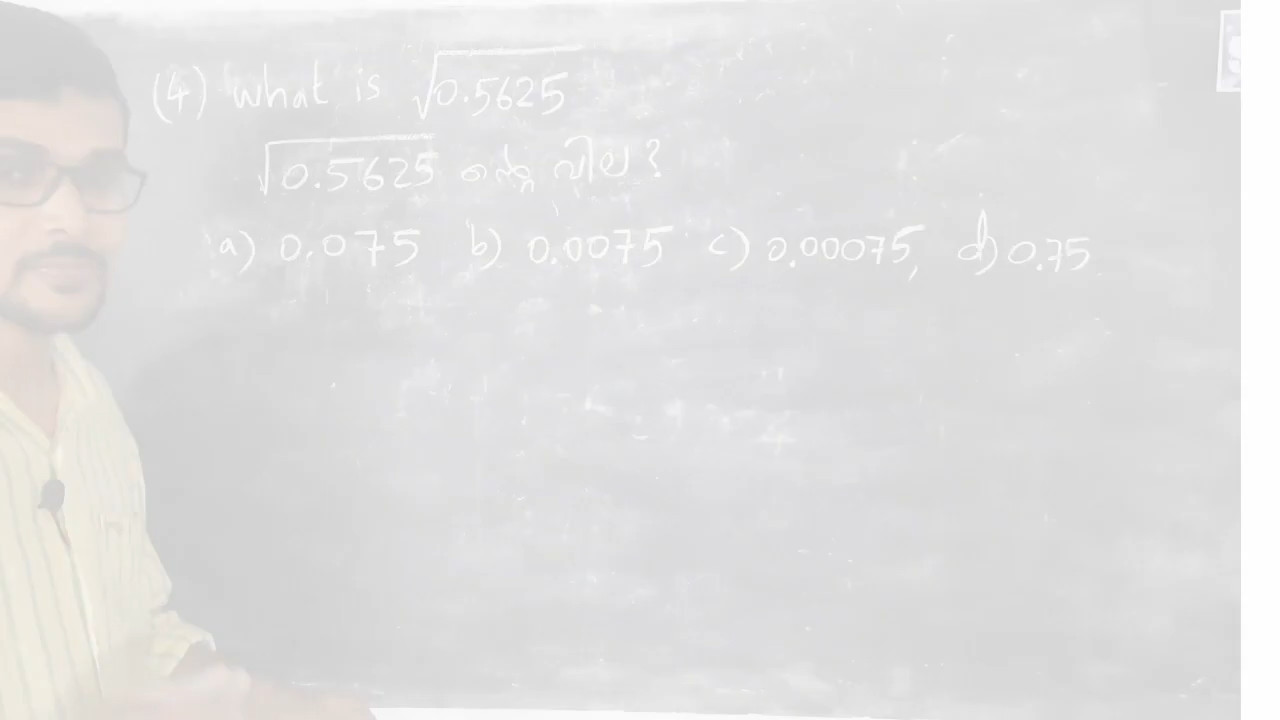 (4) what is √0.5625
√0.5625 ന്റെ വില ?
a) 0.075 b) 0.0075 c) 0.00075, d) 0.75